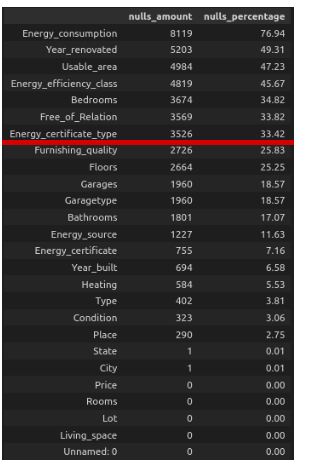 nulls_amount nulls_percentage
Energy_consumption 8119 76.94
Year_renovated 5203 49.31
Usable_area 4984 47.23
Energy_efficiency_class 4819 45.67
Bedrooms 3674 34.82
Free_of_Relation 3569 33.82
Energy_certificate_type 3526 33.42
Furnishing_quality 2726 25.83
Floors 2664 25.25
Garages 1960 18.57
Garagetype 1960 18.57
Bathrooms 1801 17.07
Energy_source 1227 11.63
Energy_certificate 755 7.16
Year_built 694 6.58
Heating 584 5.53
Type 402 3.81
Condition 323 3.06
Place 290 2.75
State 1 0.01
City 1 0.01
Price 0 0.00
Rooms 0 0.00
Lot 0 0.00
Living_space 0 0.00
Unnamed: 0 0 0.00